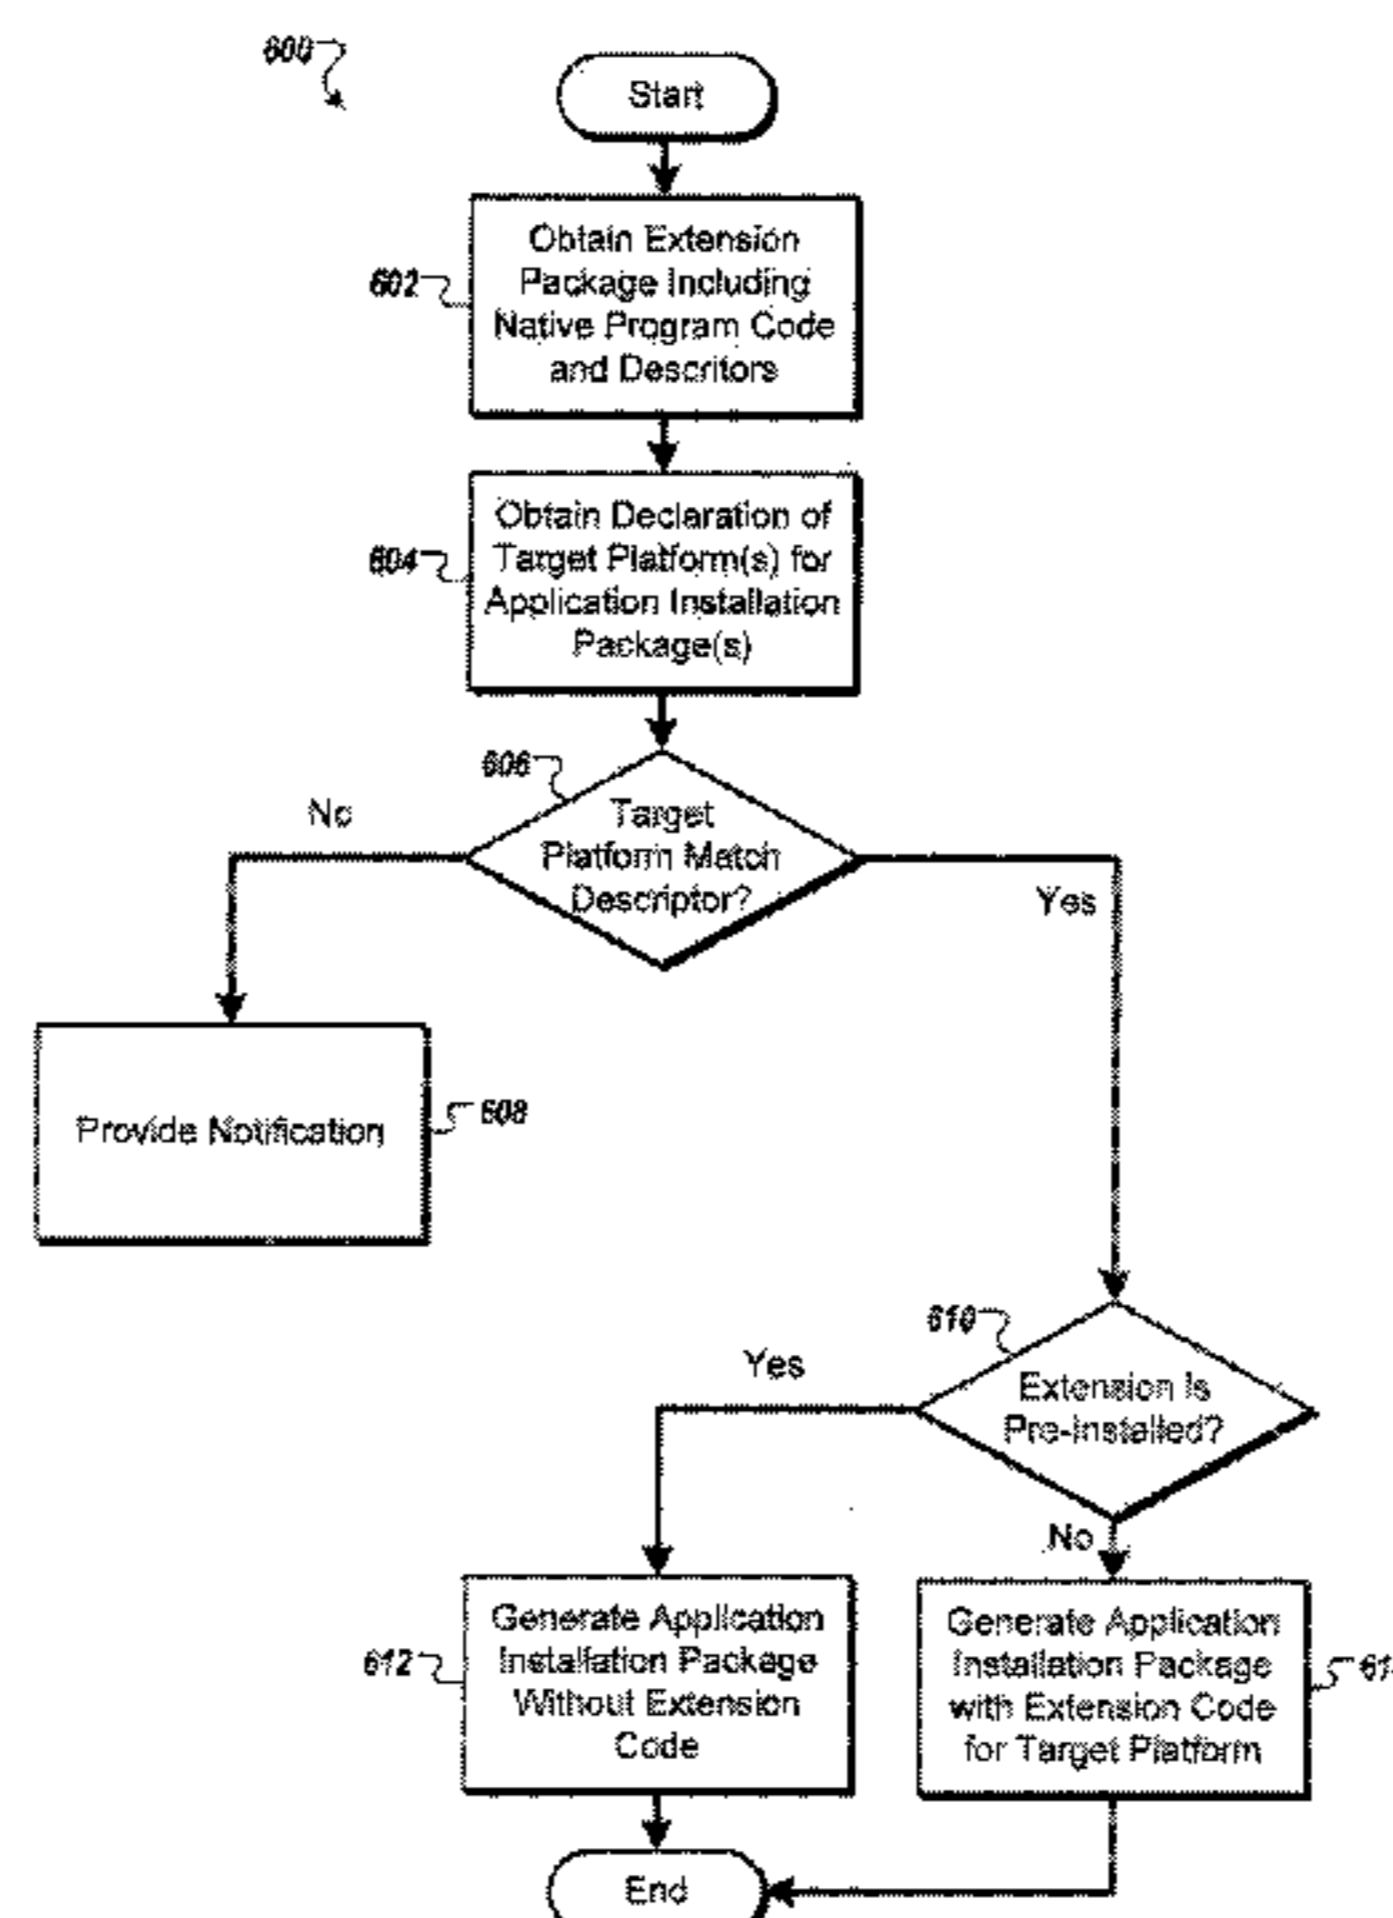 600
Start
602
Obtain Extension
Package Including
Native Program Code
and Descritors
604
Obtain Declaration of
Target Platform(s) for
Application Installation
Package(s)
606
Target
Platform Match
Descriptor?
No
Yes
Provide Notification
608
610
Extension Is
Pre-Installed?
Yes
No
612
Generate Application
Installation Package
Without Extension
Code
Generate Application
Installation Package
with Extension Code
for Target Platform
End